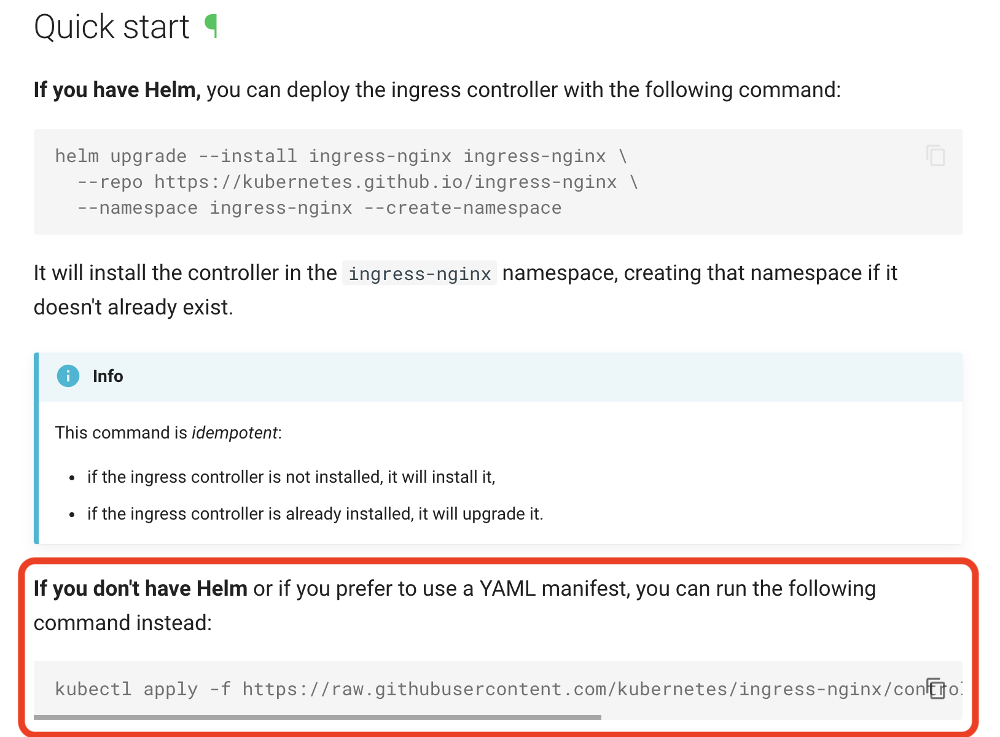 Quick start ¶
If you have Helm, you can deploy the ingress controller with the following command:
helm upgrade --install ingress-nginx ingress-nginx \
  --repo https://kubernetes.github.io/ingress-nginx \
  --namespace ingress-nginx --create-namespace
It will install the controller in the ingress-nginx namespace, creating that namespace if it
doesn't already exist.
Info
This command is idempotent:
• if the ingress controller is not installed, it will install it,
• if the ingress controller is already installed, it will upgrade it.
If you don't have Helm or if you prefer to use a YAML manifest, you can run the following
command instead:
kubectl apply -f https://raw.githubusercontent.com/kubernetes/ingress-nginx/control